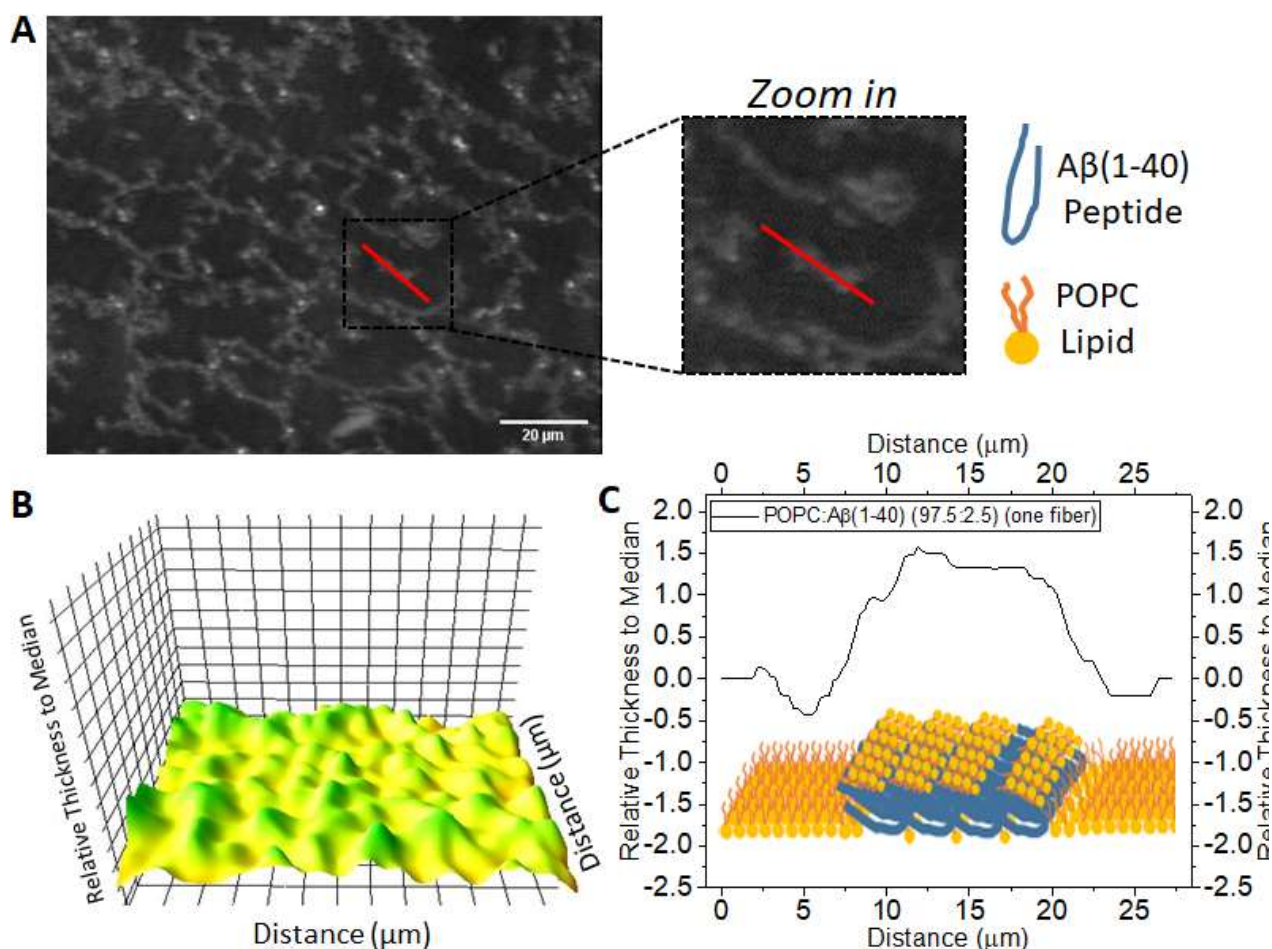 A
Zoom in
Aβ(1-40)
Peptide
POPC
Lipid
20 µm
B
Relative Thickness to Median
Distance (µm)
Distance (µm)
C
Distance (µm)
0 5 10 15 20 25
POPC:Aβ(1-40) (97.5:2.5) (one fiber)
Relative Thickness to Median
2.0 2.0
1.5 1.5
1.0 1.0
0.5 0.5
0.0 0.0
-0.5 -0.5
-1.0 -1.0
-1.5 -1.5
-2.0 -2.0
-2.5 -2.5
Relative Thickness to Median
0 5 10 15 20 25
Distance (µm)